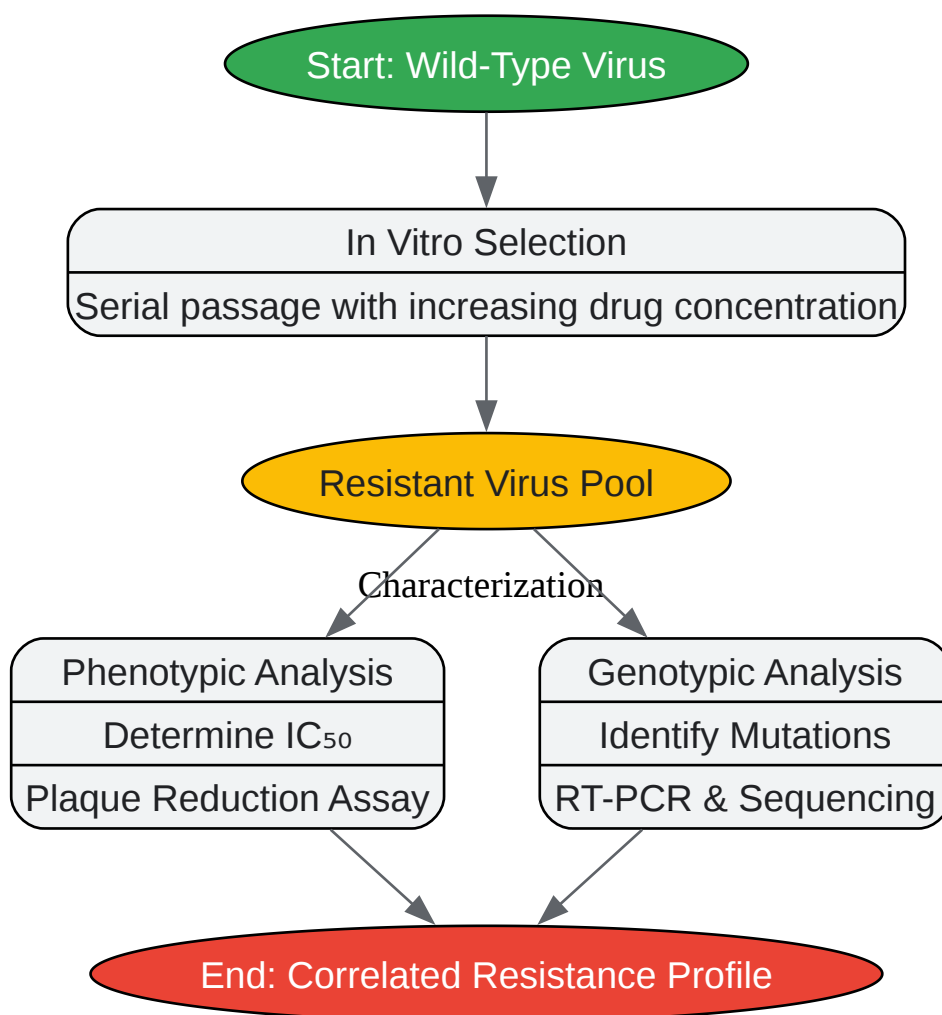 Start: Wild-Type Virus
In Vitro Selection
Serial passage with increasing drug concentration
Resistant Virus Pool
Characterization
Phenotypic Analysis
Determine IC₅₀
Plaque Reduction Assay
Genotypic Analysis
Identify Mutations
RT-PCR & Sequencing
End: Correlated Resistance Profile